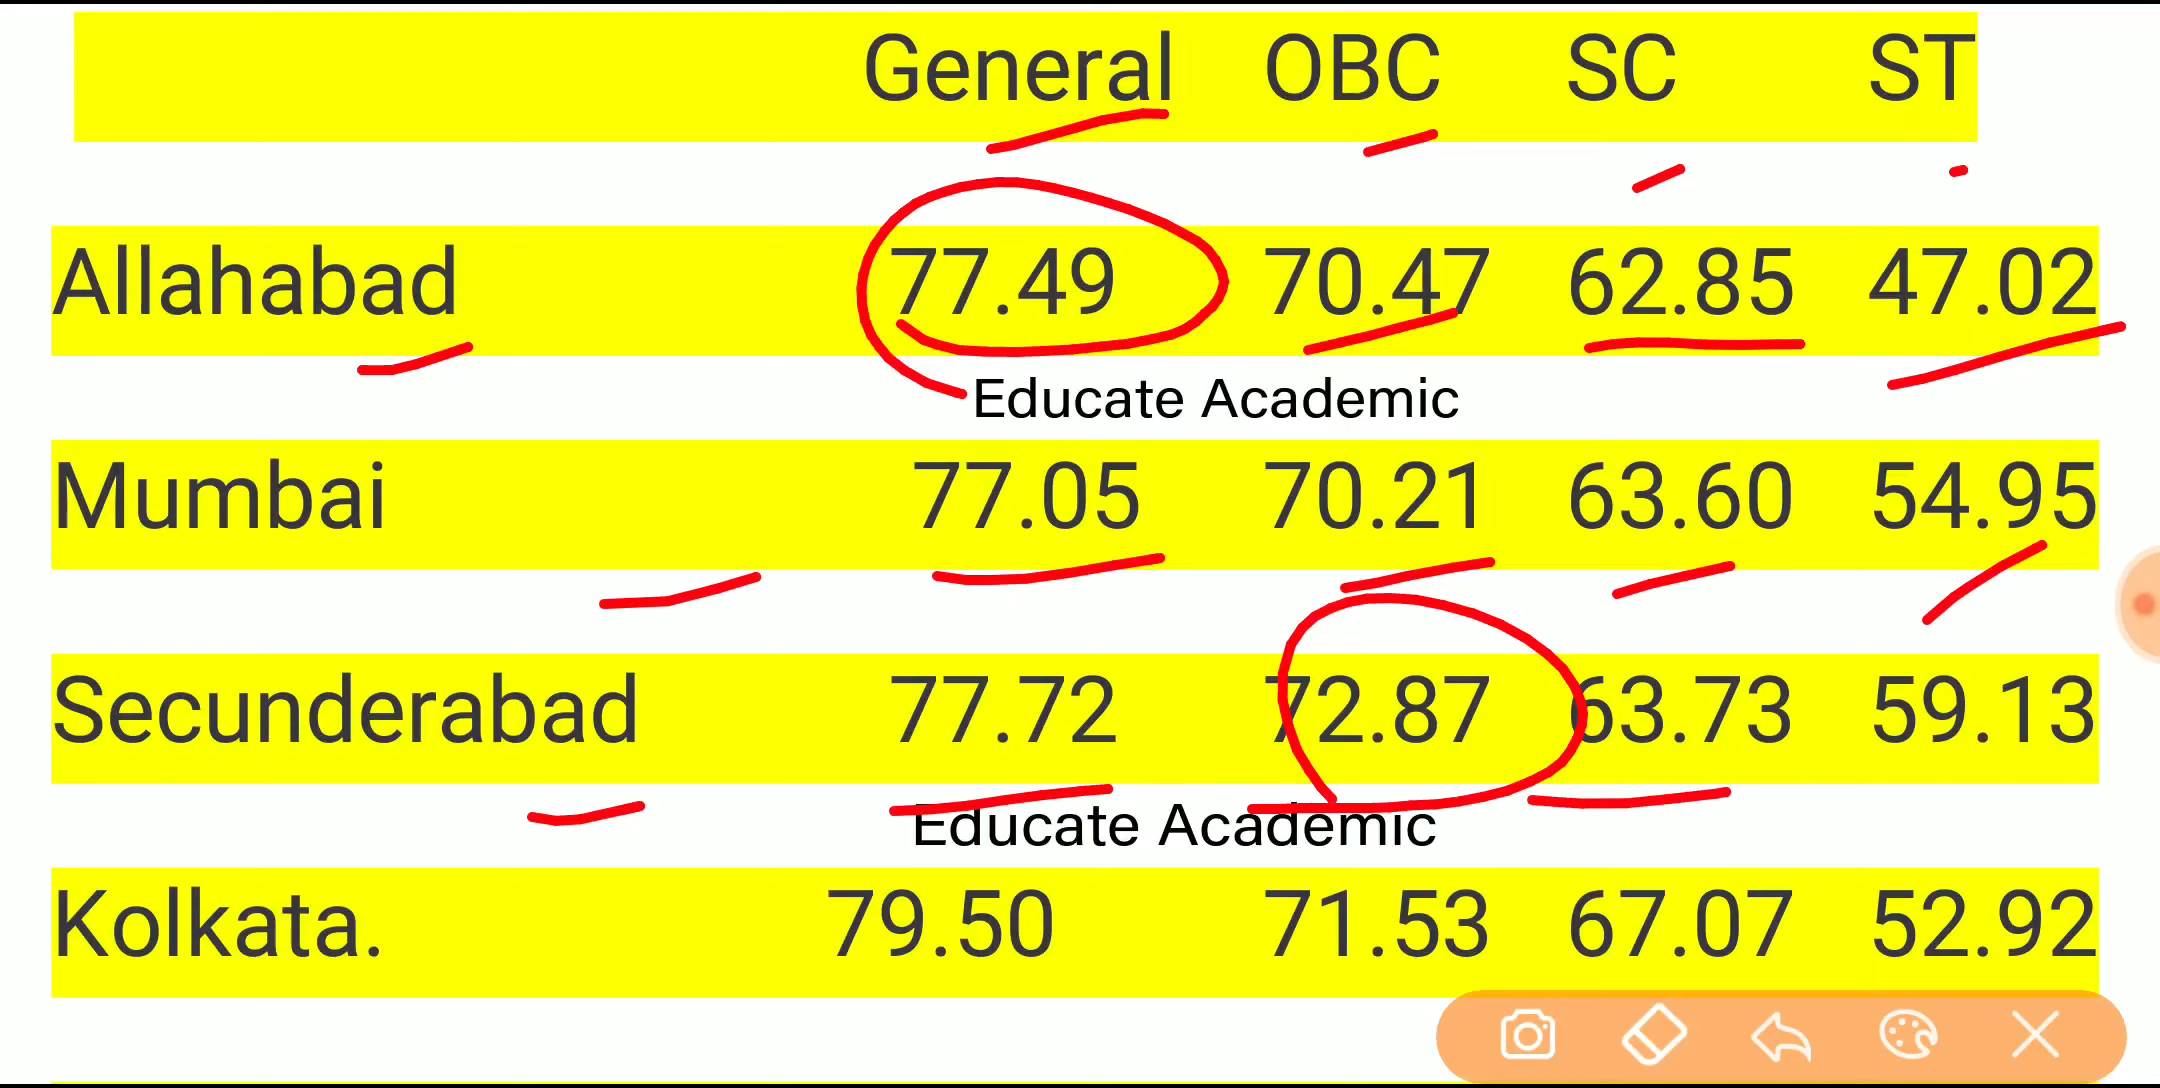 General OBC SC ST
Allahabad 77.49 70.47 62.85 47.02
Educate Academic
Mumbai 77.05 70.21 63.60 54.95
Secunderabad 77.72 72.87 63.73 59.13
Educate Academic
Kolkata. 79.50 71.53 67.07 52.92